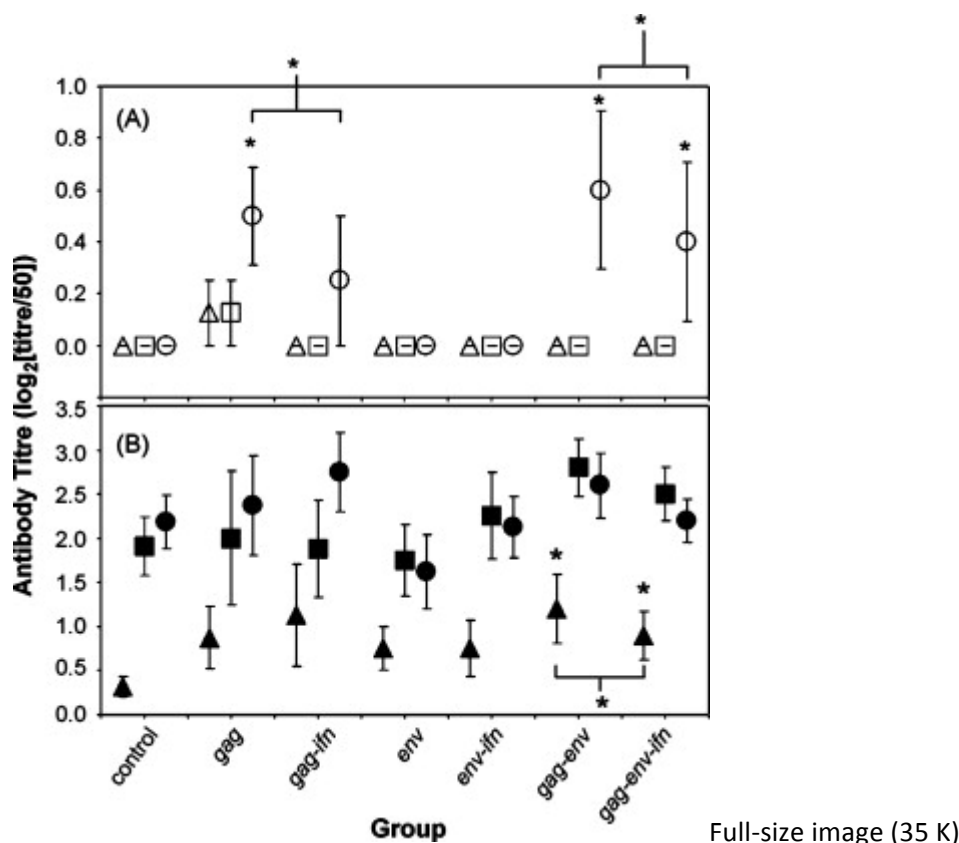 *
*
1.0
(A)
*
*
*
0.8
0.6
0.4
0.2
0.0
Antibody Titre (log₂[titre/50])
3.5
(B)
3.0
2.5
2.0
1.5
*
*
1.0
0.5
*
0.0
control
gag
gag-ifn
env
env-ifn
gag-env
gag-env-ifn
Group
Full-size image (35 K)